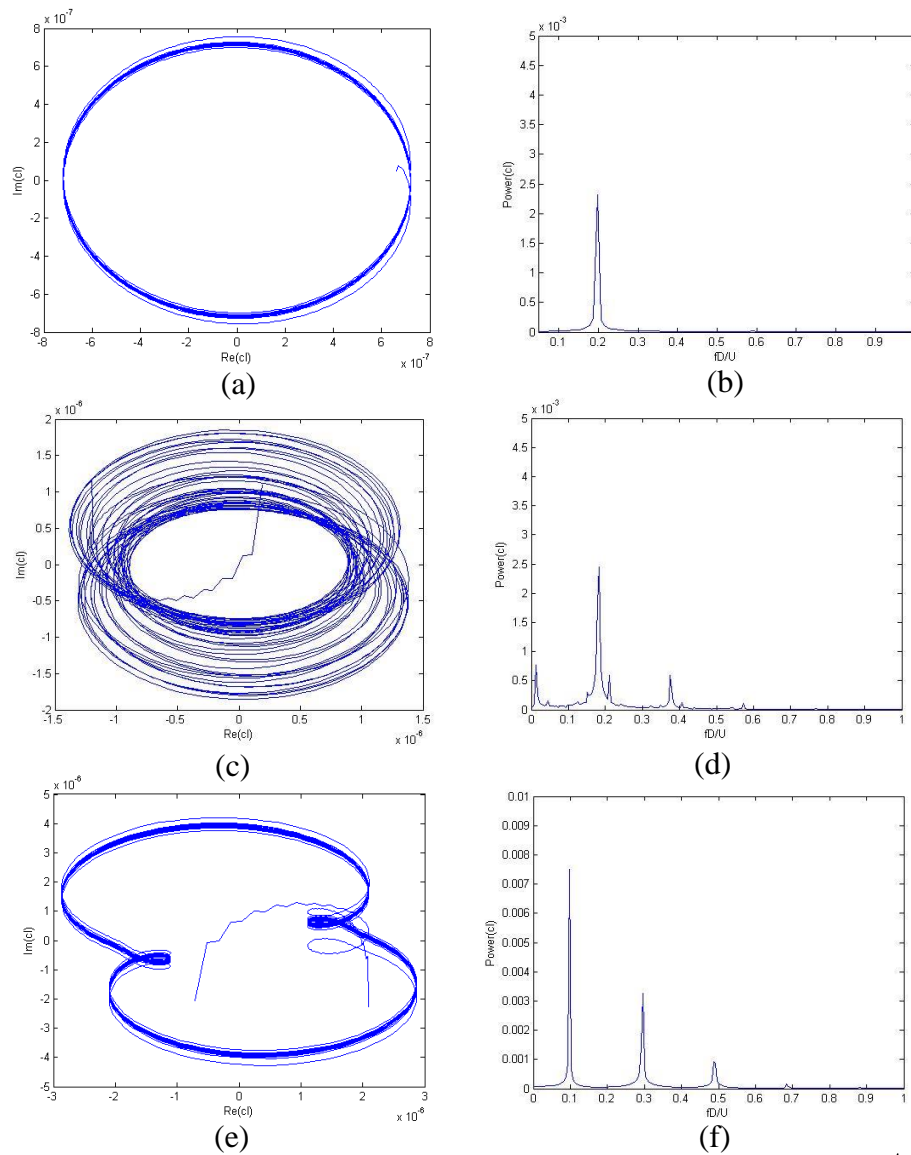 x 10⁻⁷
8
6
4
2
0
-2
-4
-6
-8
Im(cl)
-8 -6 -4 -2 0 2 4 6 8
Re(cl)
x 10⁻⁷
(a)
x 10⁻³
5
4.5
4
3.5
3
2.5
2
1.5
1
0.5
0
Power(cl)
0.1 0.2 0.3 0.4 0.5 0.6 0.7 0.8 0.9
fD/U
(b)
x 10⁻⁶
2
1.5
1
0.5
0
-0.5
-1
-1.5
-2
Im(cl)
-1.5 -1 -0.5 0 0.5 1 1.5
Re(cl)
x 10⁻⁶
(c)
x 10⁻³
5
4.5
4
3.5
3
2.5
2
1.5
1
0.5
0
Power(cl)
0 0.1 0.2 0.3 0.4 0.5 0.6 0.7 0.8 0.9 1
fD/U
(d)
x 10⁻⁶
5
4
3
2
1
0
-1
-2
-3
-4
-5
Im(cl)
-3 -2 -1 0 1 2 3
Re(cl)
x 10⁻⁶
(e)
0.01
0.009
0.008
0.007
0.006
0.005
0.004
0.003
0.002
0.001
0
Power(cl)
0 0.1 0.2 0.3 0.4 0.5 0.6 0.7 0.8 0.9 1
fD/U
(f)